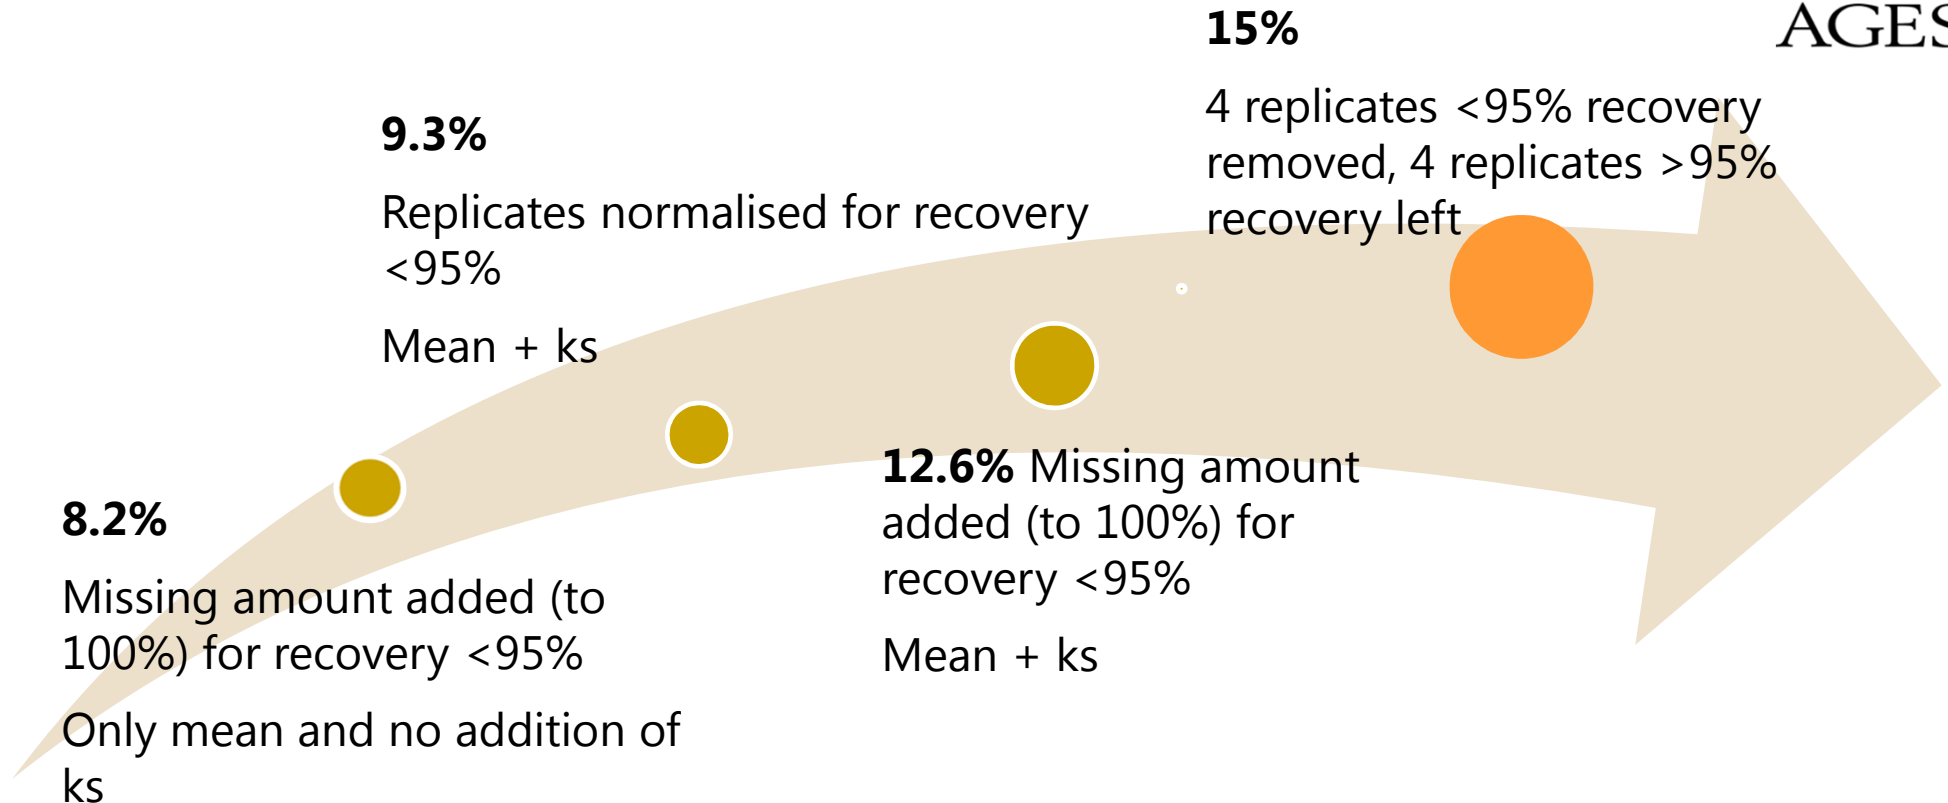 AGES
15%
4 replicates <95% recovery
removed, 4 replicates >95%
recovery left
9.3%
Replicates normalised for recovery
<95%
Mean + ks
12.6% Missing amount
added (to 100%) for
recovery <95%
Mean + ks
8.2%
Missing amount added (to
100%) for recovery <95%
Only mean and no addition of
ks